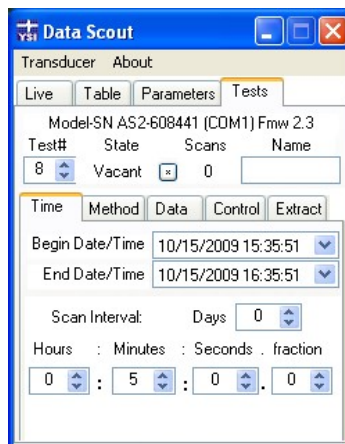 YSI Data Scout
Transducer About
Live Table Parameters Tests
Model-SN AS2-608441 (COM1) Fmw 2.3
Test# State Scans Name
8 Vacant 0
Time Method Data Control Extract
Begin Date/Time 10/15/2009 15:35:51
End Date/Time 10/15/2009 16:35:51
Scan Interval: Days 0
Hours : Minutes : Seconds . fraction
0 : 5 : 0 . 0